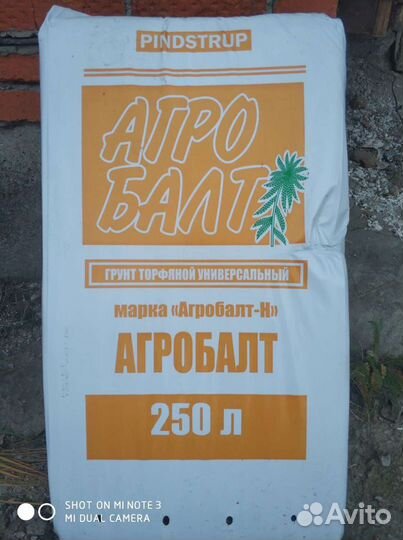 PINDSTRUP
АГРО
БАЛТ
ГРУНТ ТОРФЯНОЙ УНИВЕРСАЛЬНЫЙ
марка «Агробалт-Н»
АГРОБАЛТ
250 л
SHOT ON MI NOTE 3
MI DUAL CAMERA
Avito